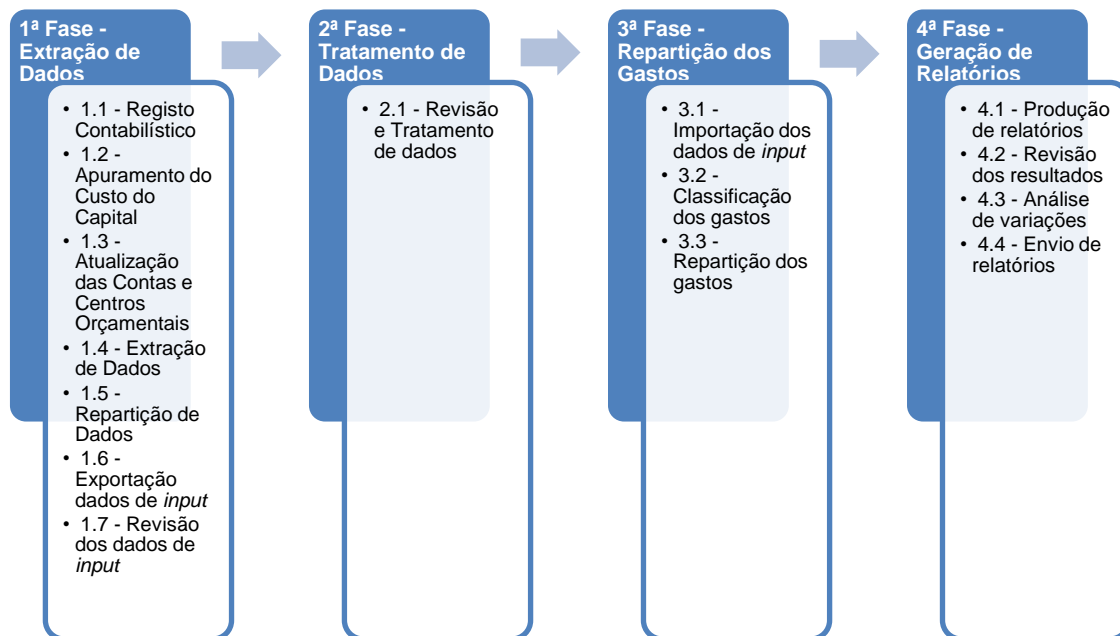 1ª Fase -
Extração de
Dados
• 1.1 - Registo
Contabilístico
• 1.2 -
Apuramento do
Custo do
Capital
• 1.3 -
Atualização
das Contas e
Centros
Orçamentais
• 1.4 - Extração
de Dados
• 1.5 -
Repartição de
Dados
• 1.6 -
Exportação
dados de input
• 1.7 - Revisão
dos dados de
input
2ª Fase -
Tratamento de
Dados
• 2.1 - Revisão
e Tratamento
de dados
3ª Fase -
Repartição dos
Gastos
• 3.1 -
Importação dos
dados de input
• 3.2 -
Classificação
dos gastos
• 3.3 -
Repartição dos
gastos
4ª Fase -
Geração de
Relatórios
• 4.1 - Produção
de relatórios
• 4.2 - Revisão
dos resultados
• 4.3 - Análise
de variações
• 4.4 - Envio de
relatórios